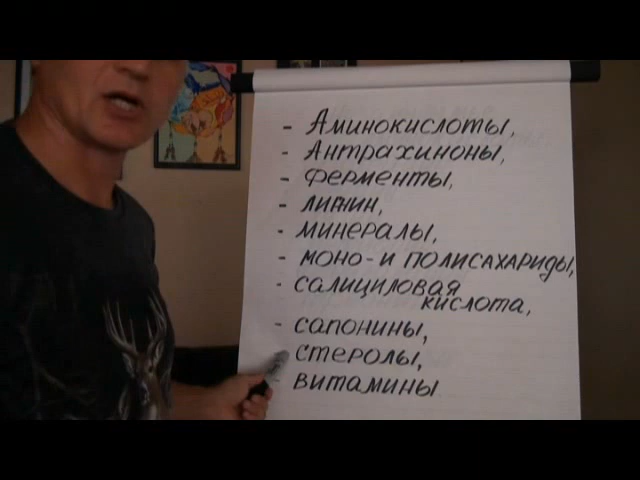 - Аминокислоты,
- Антрахиноны,
- ферменты,
- лигнин,
- минералы,
- моно- и полисахариды,
- салициловая
кислота,
- сапонины,
- стеролы,
- витамины.